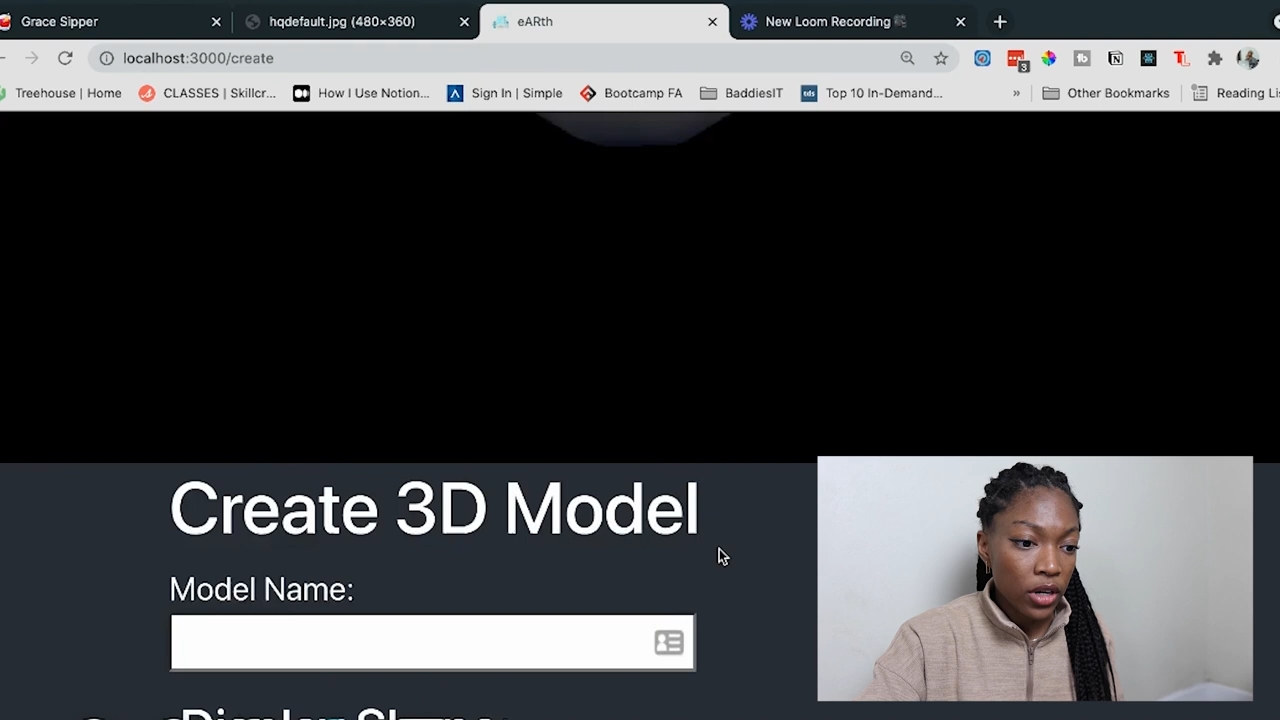 Grace Sipper
hqdefault.jpg (480×360)
eARth
New Loom Recording
localhost:3000/create
3
Treehouse | Home
CLASSES | Skillcr...
How I Use Notion...
Sign In | Simple
Bootcamp FA
BaddiesIT
tds
Top 10 In-Demand...
»
Other Bookmarks
Reading Lis
Create 3D Model
Model Name: